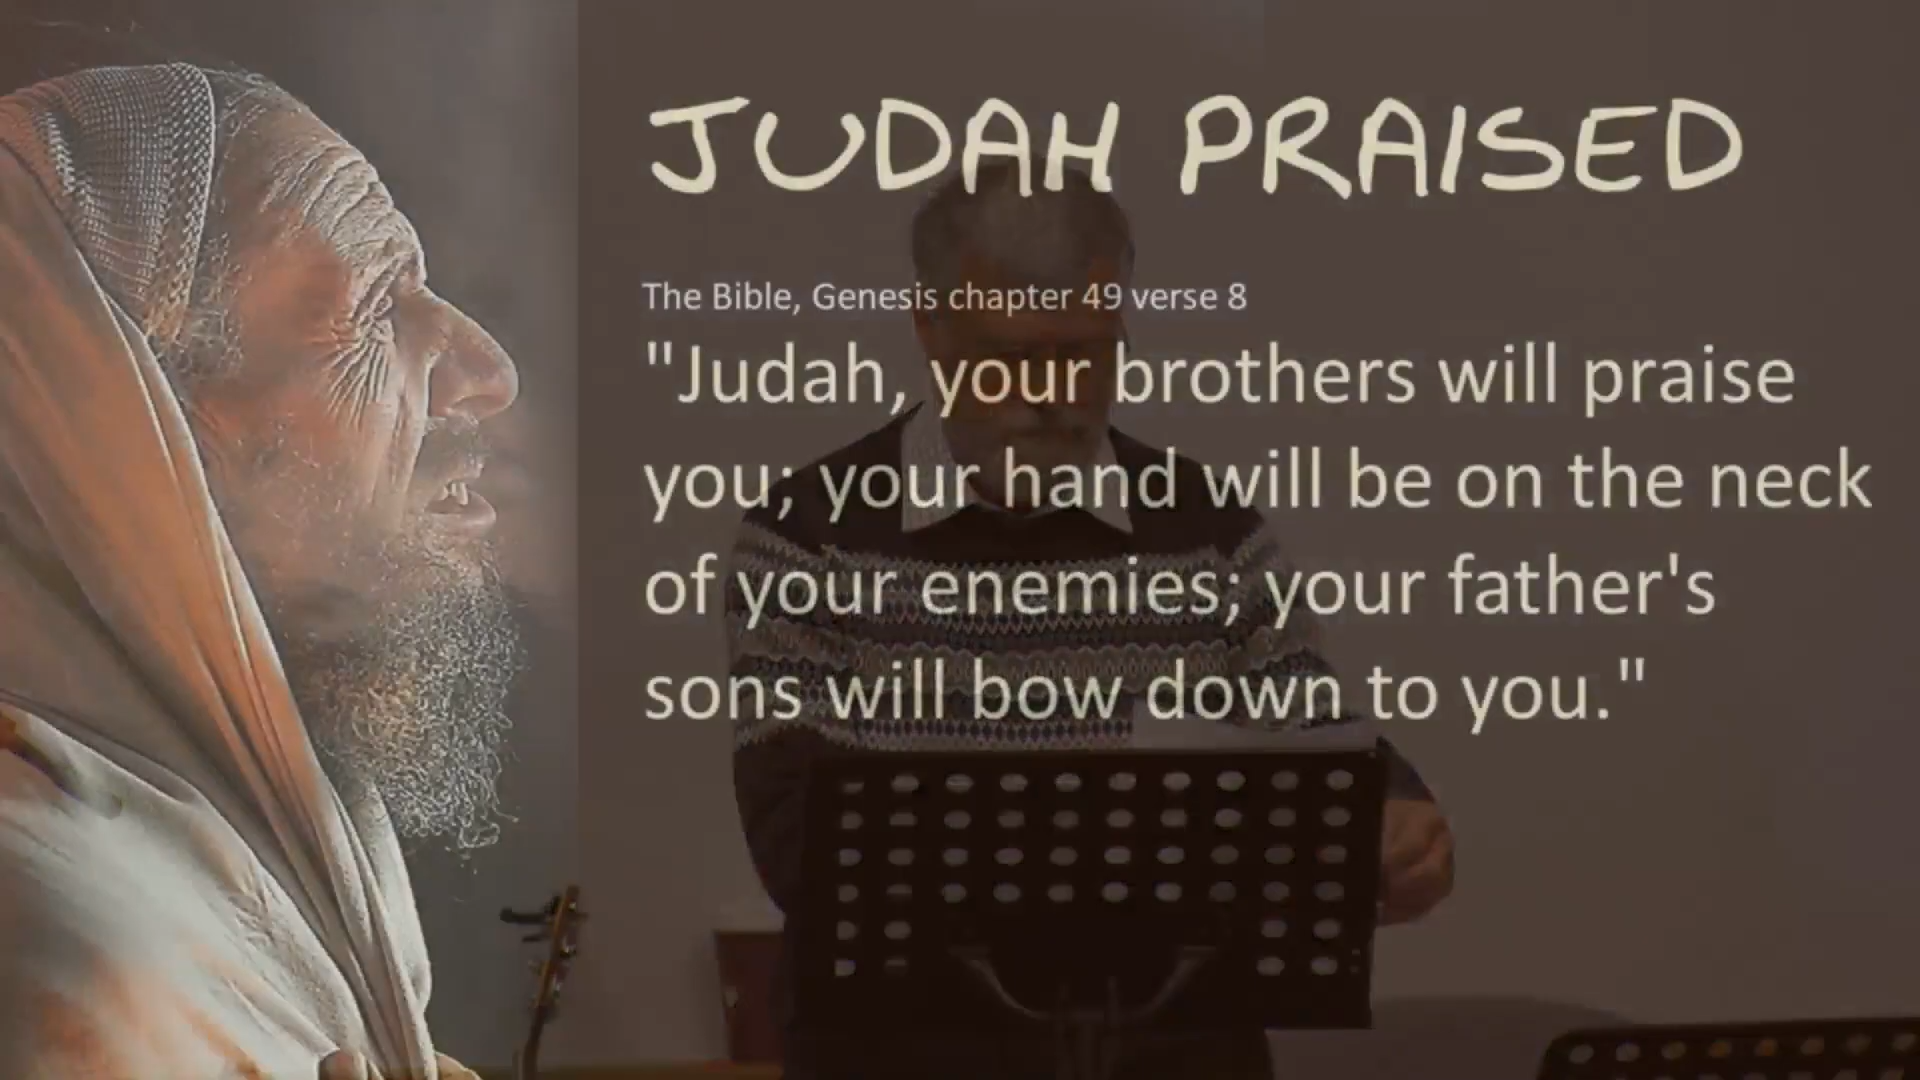 JUDAH PRAISED
The Bible, Genesis chapter 49 verse 8
"Judah, your brothers will praise
you; your hand will be on the neck
of your enemies; your father's
sons will bow down to you."